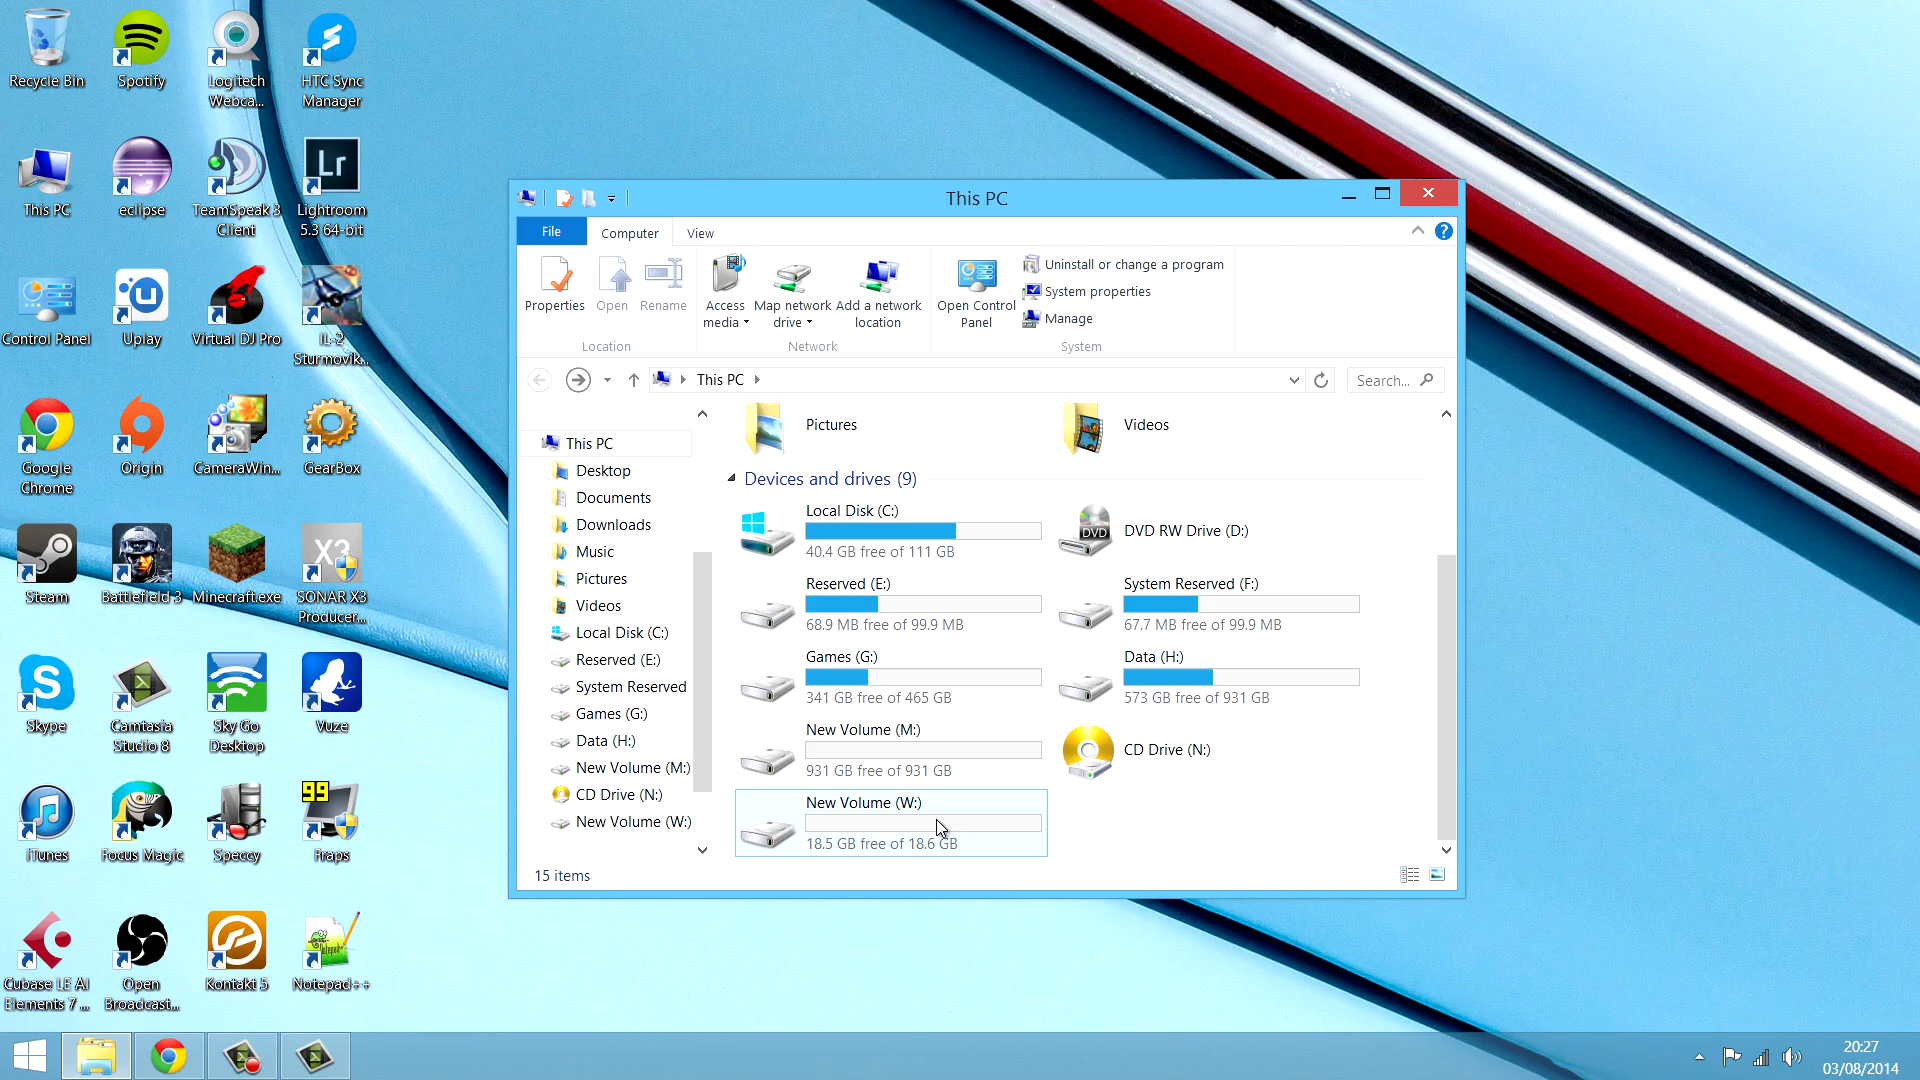 Recycle Bin
Spotify
Logitech Webca...
HTC Sync Manager
This PC
eclipse
TeamSpeak 3 Client
Lr
Lightroom 5.3 64-bit
Control Panel
Uplay
Virtual DJ Pro
IL-2 Sturmovik...
Google Chrome
Origin
CameraWin...
GearBox
Steam
Battlefield 3
Minecraft.exe
X3
SONAR X3 Producer...
Skype
Camtasia Studio 8
Sky Go Desktop
Vuze
iTunes
Focus Magic
Speccy
99
Fraps
Cubase LE AI Elements 7 ...
Open Broadcast...
Kontakt 5
Notepad++
This PC
File
Computer
View
Properties
Open
Rename
Location
Access media
Map network drive
Add a network location
Network
Open Control Panel
Uninstall or change a program
System properties
Manage
System
This PC
Search...
This PC
Desktop
Documents
Downloads
Music
Pictures
Videos
Local Disk (C:)
Reserved (E:)
System Reserved
Games (G:)
Data (H:)
New Volume (M:)
CD Drive (N:)
New Volume (W:)
Pictures
Videos
Devices and drives (9)
Local Disk (C:)
40.4 GB free of 111 GB
DVD
DVD RW Drive (D:)
Reserved (E:)
68.9 MB free of 99.9 MB
System Reserved (F:)
67.7 MB free of 99.9 MB
Games (G:)
341 GB free of 465 GB
Data (H:)
573 GB free of 931 GB
New Volume (M:)
931 GB free of 931 GB
CD Drive (N:)
New Volume (W:)
18.5 GB free of 18.6 GB
15 items
20:27
03/08/2014